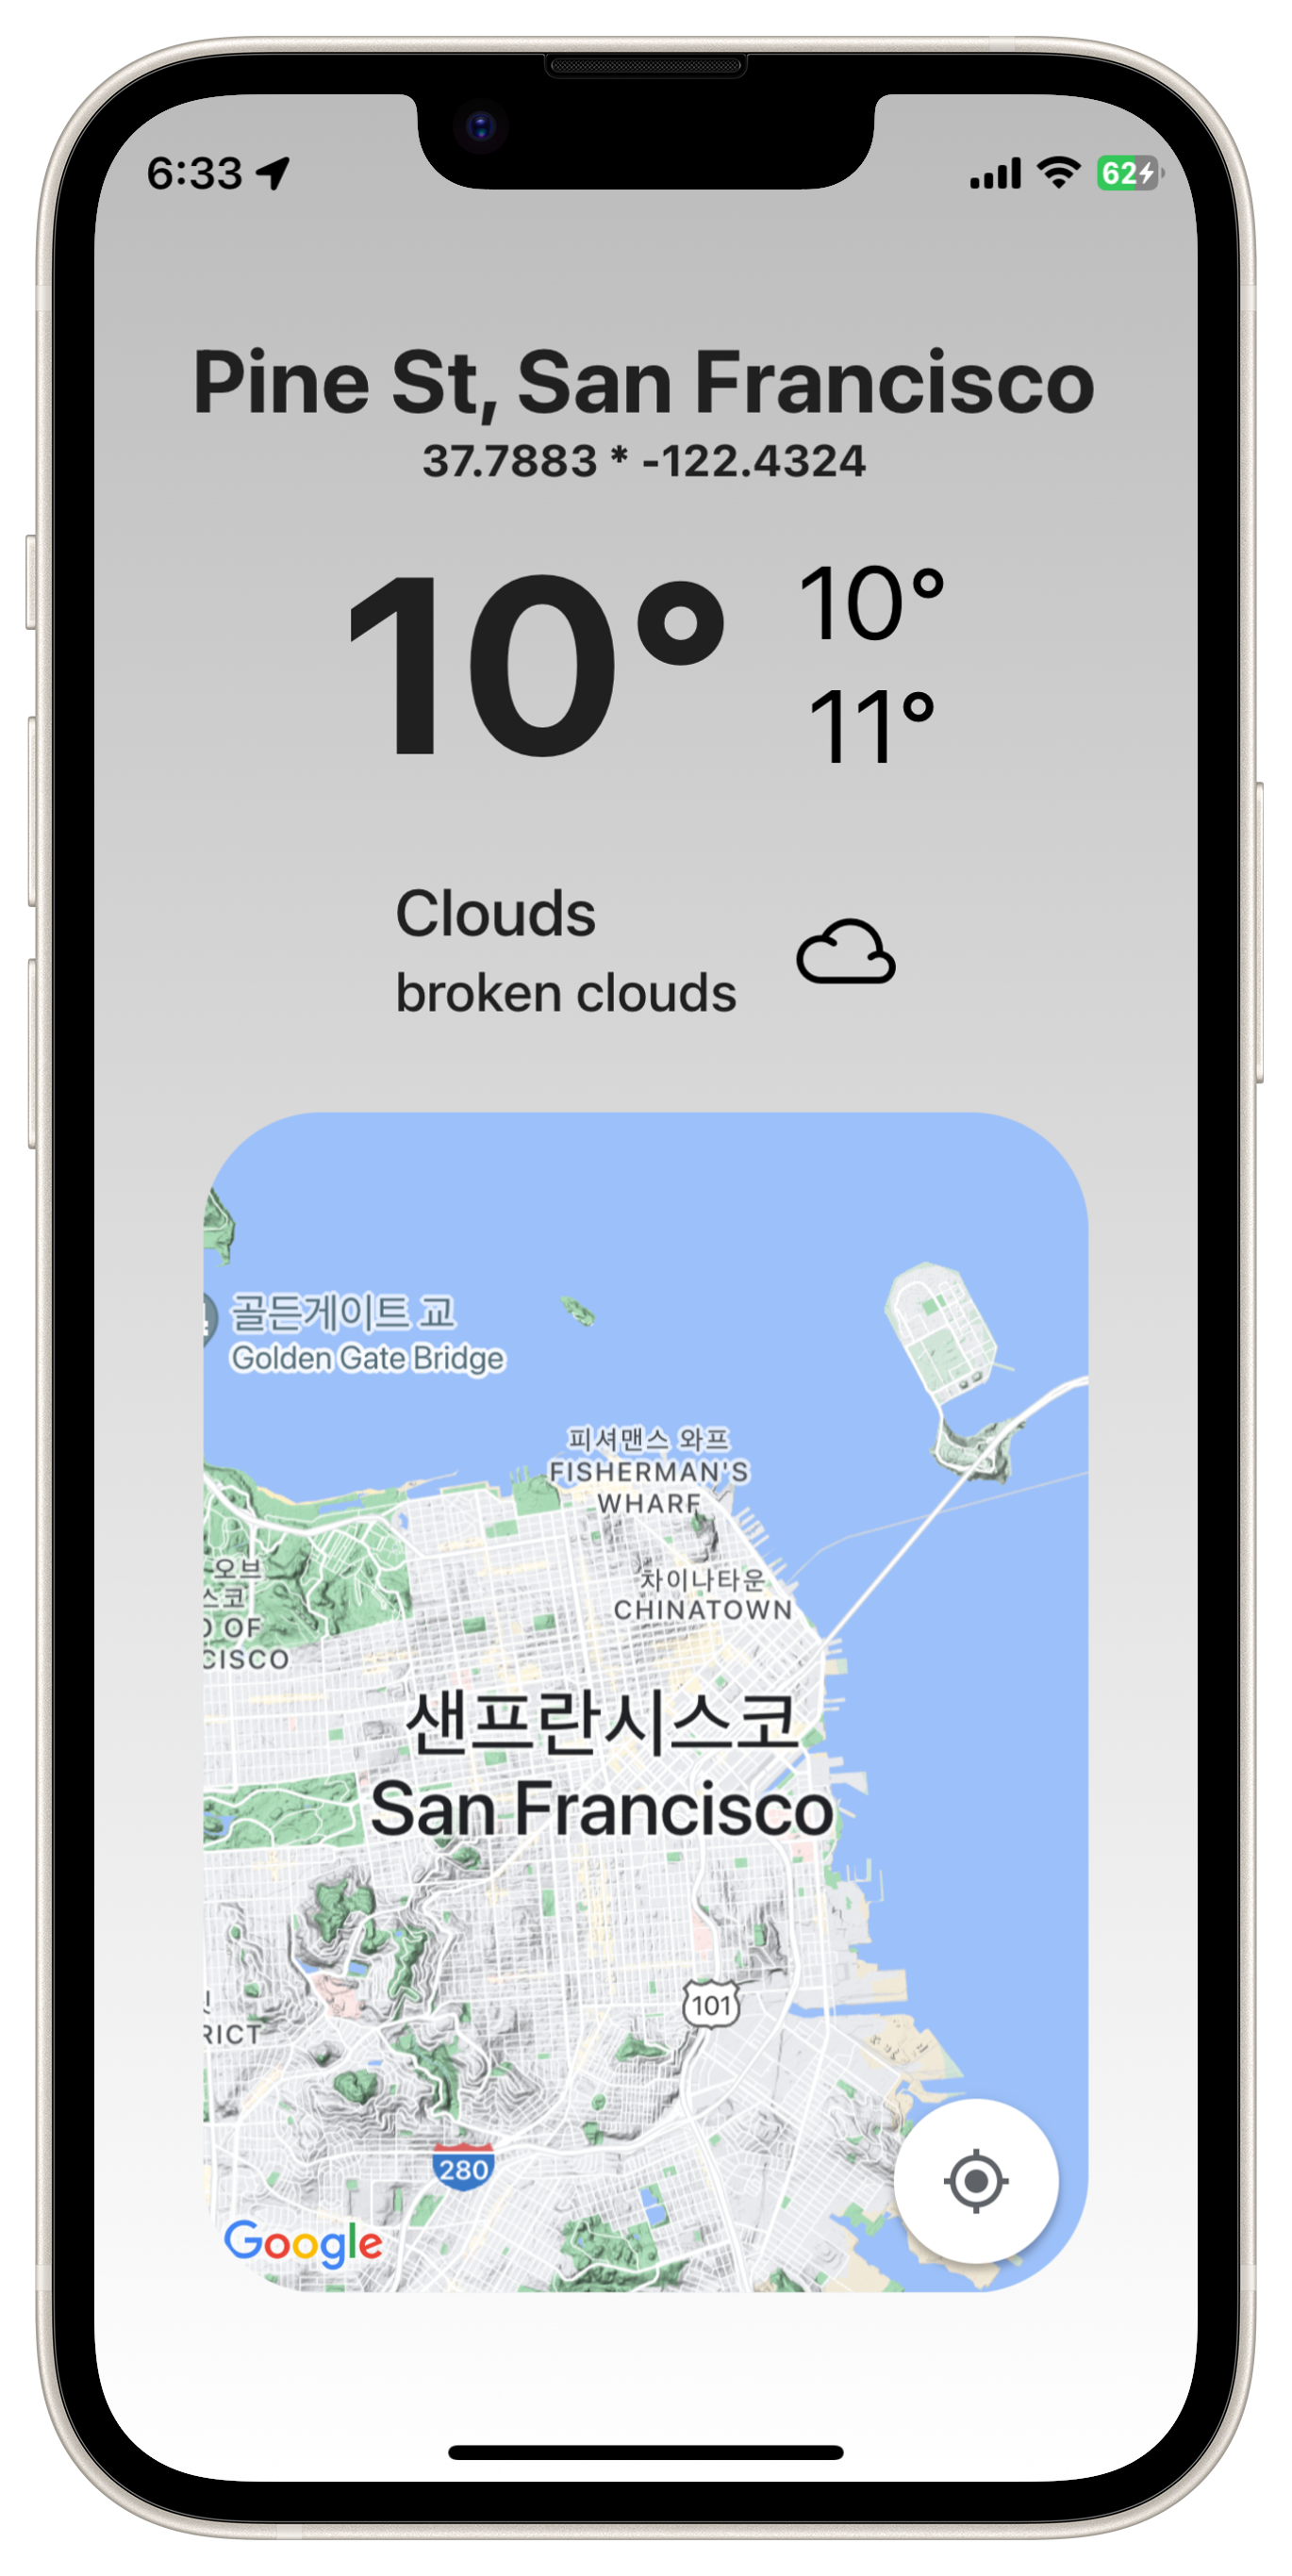 6:33
62
Pine St, San Francisco
37.7883 * -122.4324
10° 10°
11°
Clouds
broken clouds
골든게이트 교
Golden Gate Bridge
피셔맨스 와프
FISHERMAN'S
WHARF
차이나타운
CHINATOWN
오브
스코
OF
CISCO
샌프란시스코
San Francisco
101
RICT
280
Google